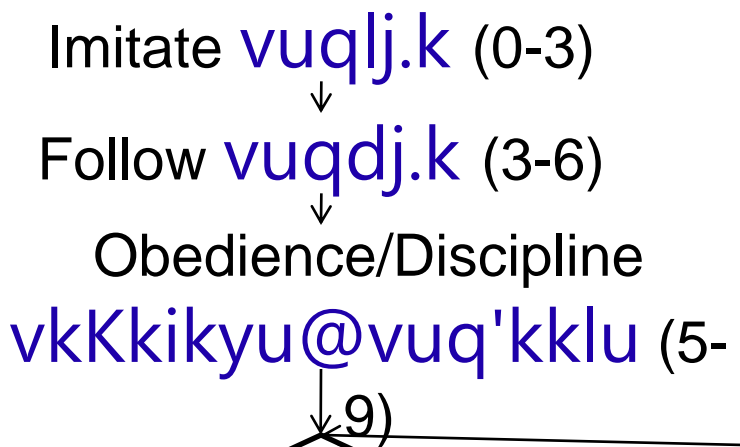 Imitate vuqlj.k (0-3)
Follow vuqdj.k (3-6)
Obedience/Discipline
vkKkikyu@vuq'kklu (5-
9)